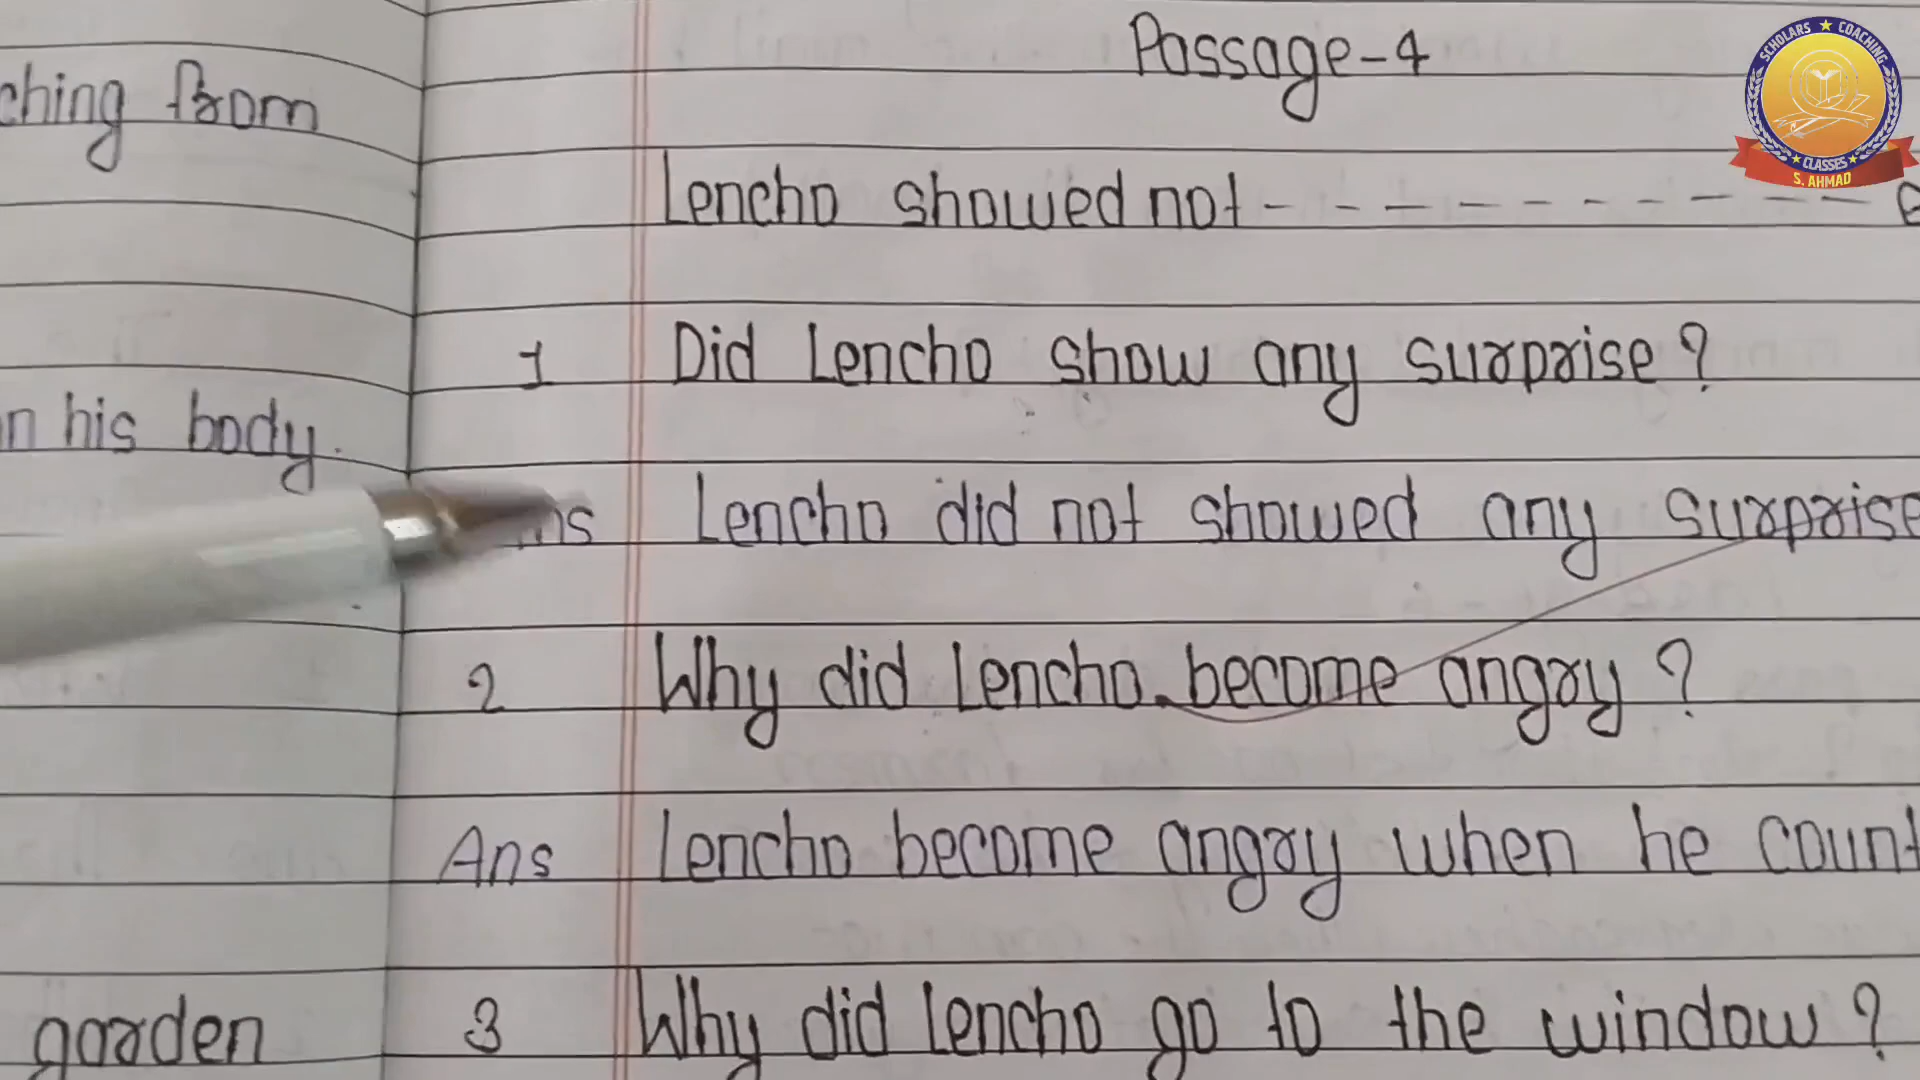 Passage-4
from
Lencho showed not - - - - - - - - - - -
1 Did Lencho show any surprise?
his body.
Lencho did not showed any surprise
2 Why did Lencho become angry?
Ans Lencho become angry when he
garden
3 Why did Lencho go to the window?
SCHOLARS ★ COACHING
★ CLASSES ★
S. AHMAD